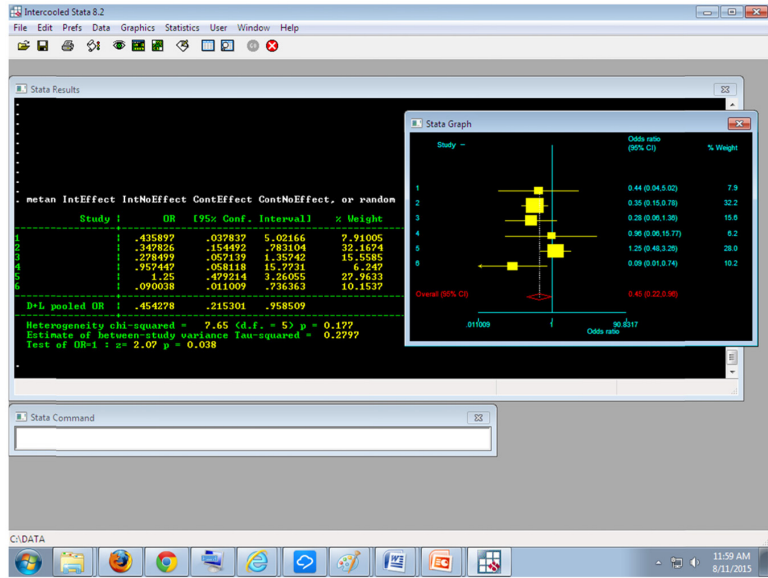 Intercooled Stata 8.2
File Edit Prefs Data Graphics Statistics User Window Help
Stata Results
. metan IntEffect IntNoEffect ContEffect ContNoEffect, or random
Study | OR [95% Conf. Interval] % Weight
1 | .435897 .037837 5.02166 7.91005
2 | .347826 .154492 .783104 32.1674
3 | .278499 .057139 1.35742 15.5585
4 | .957447 .058118 15.7731 6.247
5 | 1.25 .479214 3.26055 27.9633
6 | .090038 .011009 .736363 10.1537
D+L pooled OR | .454278 .215301 .958509
Heterogeneity chi-squared = 7.65 (d.f. = 5) p = 0.177
Estimate of between-study variance Tau-squared = 0.2797
Test of OR=1 : z= 2.07 p = 0.038
.
Stata Graph
Study
Odds ratio
(95% CI)
% Weight
1 0.44 (0.04,5.02) 7.9
2 0.35 (0.15,0.78) 32.2
3 0.28 (0.06,1.36) 15.6
4 0.96 (0.06,15.77) 6.2
5 1.25 (0.48,3.26) 28.0
6 0.09 (0.01,0.74) 10.2
Overall (95% CI) 0.45 (0.22,0.96)
.011009 1 90.8317
Odds ratio
Stata Command
C:\DATA
11:59 AM
8/11/2015